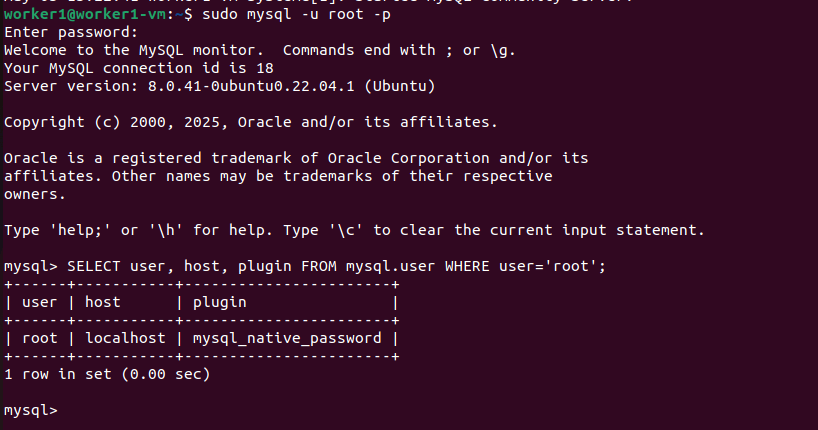 worker1@worker1-vm:~$ sudo mysql -u root -p
Enter password:
Welcome to the MySQL monitor.  Commands end with ; or \g.
Your MySQL connection id is 18
Server version: 8.0.41-0ubuntu0.22.04.1 (Ubuntu)

Copyright (c) 2000, 2025, Oracle and/or its affiliates.

Oracle is a registered trademark of Oracle Corporation and/or its
affiliates. Other names may be trademarks of their respective
owners.

Type 'help;' or '\h' for help. Type '\c' to clear the current input statement.

mysql> SELECT user, host, plugin FROM mysql.user WHERE user='root';
+------+-----------+-----------------------+
| user | host      | plugin                |
+------+-----------+-----------------------+
| root | localhost | mysql_native_password |
+------+-----------+-----------------------+
1 row in set (0.00 sec)

mysql>